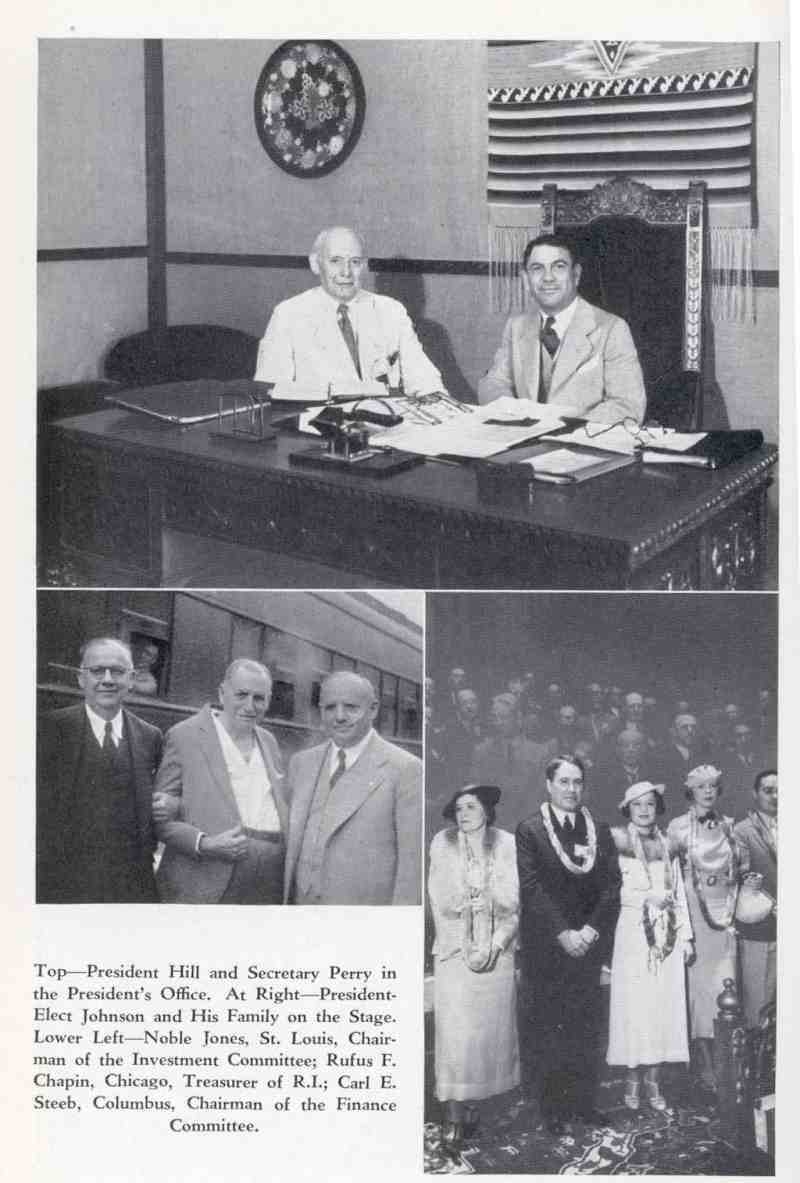 Top—President Hill and Secretary Perry in
the President's Office. At Right—President-
Elect Johnson and His Family on the Stage.
Lower Left—Noble Jones, St. Louis, Chair-
man of the Investment Committee; Rufus F.
Chapin, Chicago, Treasurer of R.I.; Carl E.
Steeb, Columbus, Chairman of the Finance
Committee.